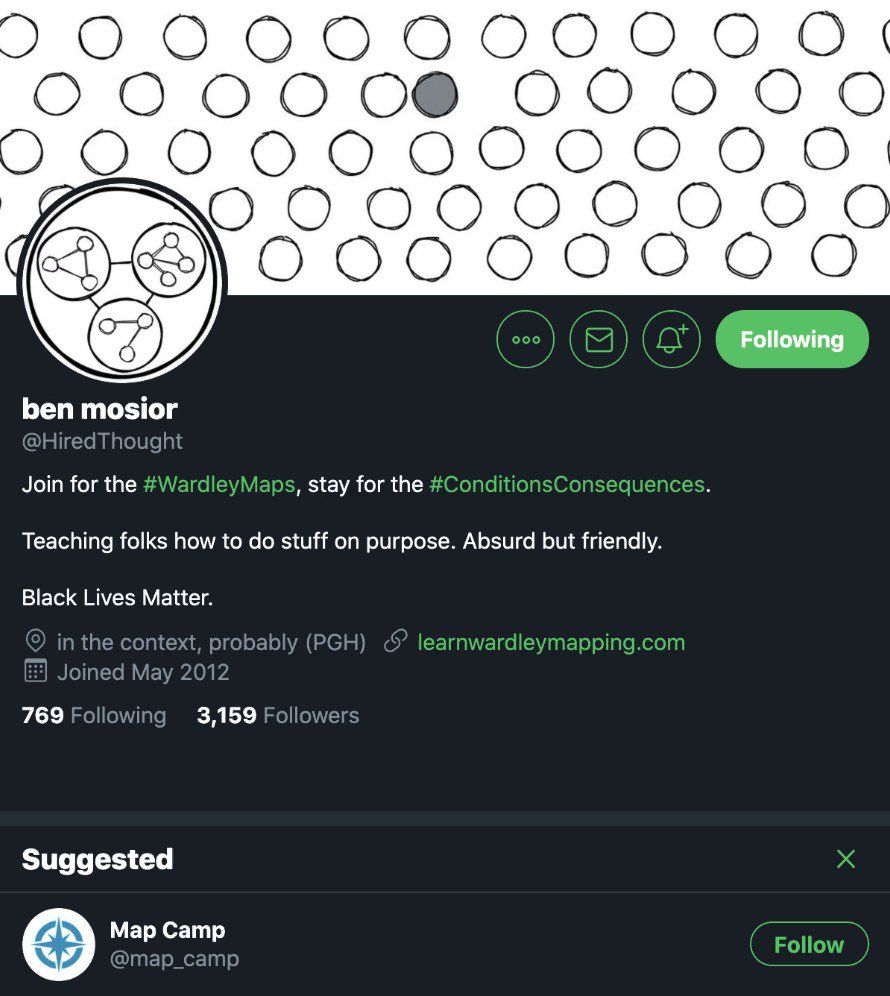 Following
ben mosior
@HiredThought
Join for the #WardleyMaps, stay for the #ConditionsConsequences.
Teaching folks how to do stuff on purpose. Absurd but friendly.
Black Lives Matter.
in the context, probably (PGH) learnwardleymapping.com
Joined May 2012
769 Following 3,159 Followers
Suggested
Map Camp
@map_camp
Follow